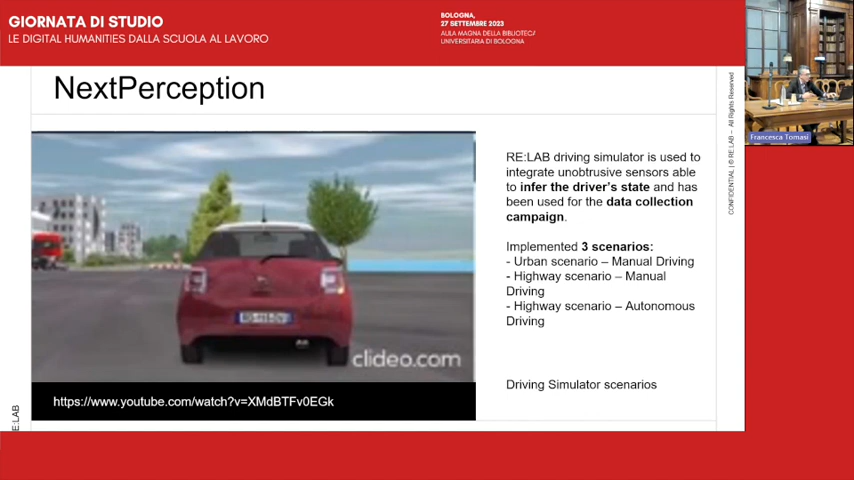 GIORNATA DI STUDIO
LE DIGITAL HUMANITIES DALLA SCUOLA AL LAVORO
BOLOGNA,
27 SETTEMBRE 2023
AULA MAGNA DELLA BIBLIOTECA
UNIVERSITARIA DI BOLOGNA
Francesca Tomasi
NextPerception
RE:LAB driving simulator is used to
integrate unobtrusive sensors able
to infer the driver's state and has
been used for the data collection
campaign.
Implemented 3 scenarios:
- Urban scenario – Manual Driving
- Highway scenario – Manual
Driving
- Highway scenario – Autonomous
Driving
Driving Simulator scenarios
clideo.com
https://www.youtube.com/watch?v=XMdBTFv0EGk
CONFIDENTIAL | © RE:LAB – All Rights Reserved
E:LAB